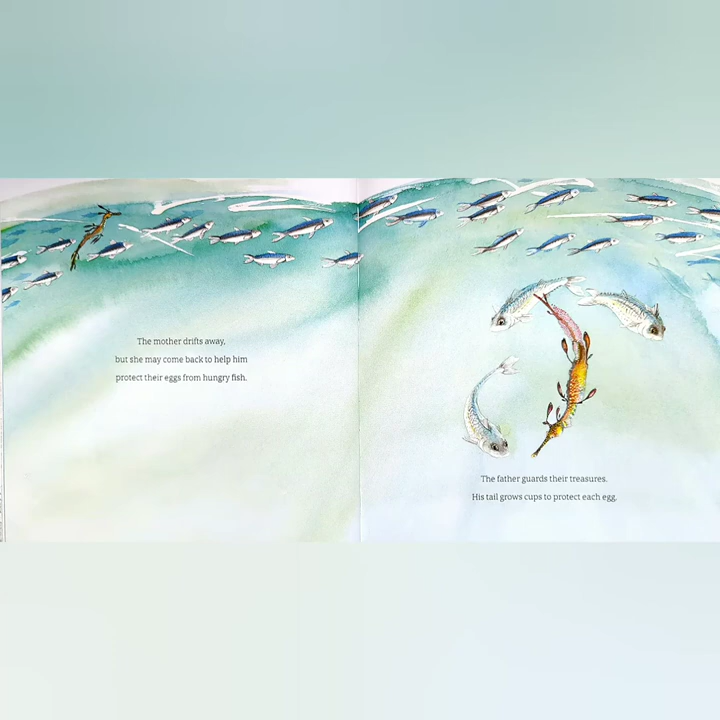 The mother drifts away,
but she may come back to help him
protect their eggs from hungry fish.
The father guards their treasures.
His tail grows cups to protect each egg.